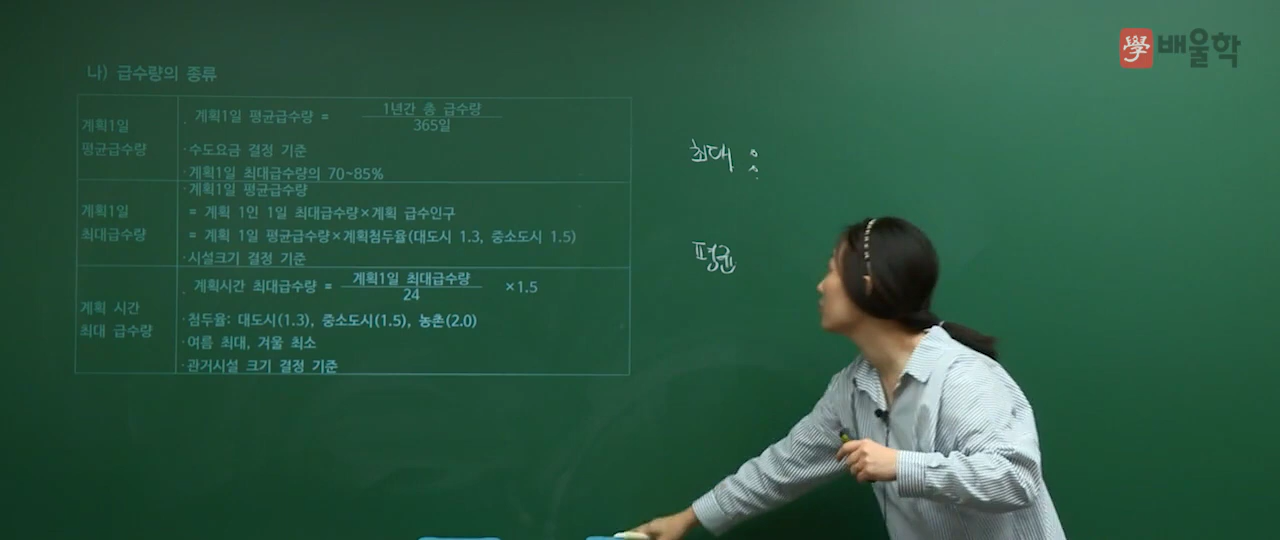 學 배울학
나) 급수량의 종류
계획1일
평균급수량
· 계획1일 평균급수량 = 1년간 총 급수량
365일
·수도요금 결정 기준
·계획1일 최대급수량의 70~85%
계획1일
최대급수량
·계획1일 평균급수량
= 계획 1인 1일 최대급수량×계획 급수인구
= 계획 1일 평균급수량×계획첨두율(대도시 1.3, 중소도시 1.5)
·시설크기 결정 기준
계획 시간
최대 급수량
· 계획시간 최대급수량 = 계획1일 최대급수량 ×1.5
24
·첨두율: 대도시(1.3), 중소도시(1.5), 농촌(2.0)
·여름 최대, 겨울 최소
·관거시설 크기 결정 기준
최대 :
평균